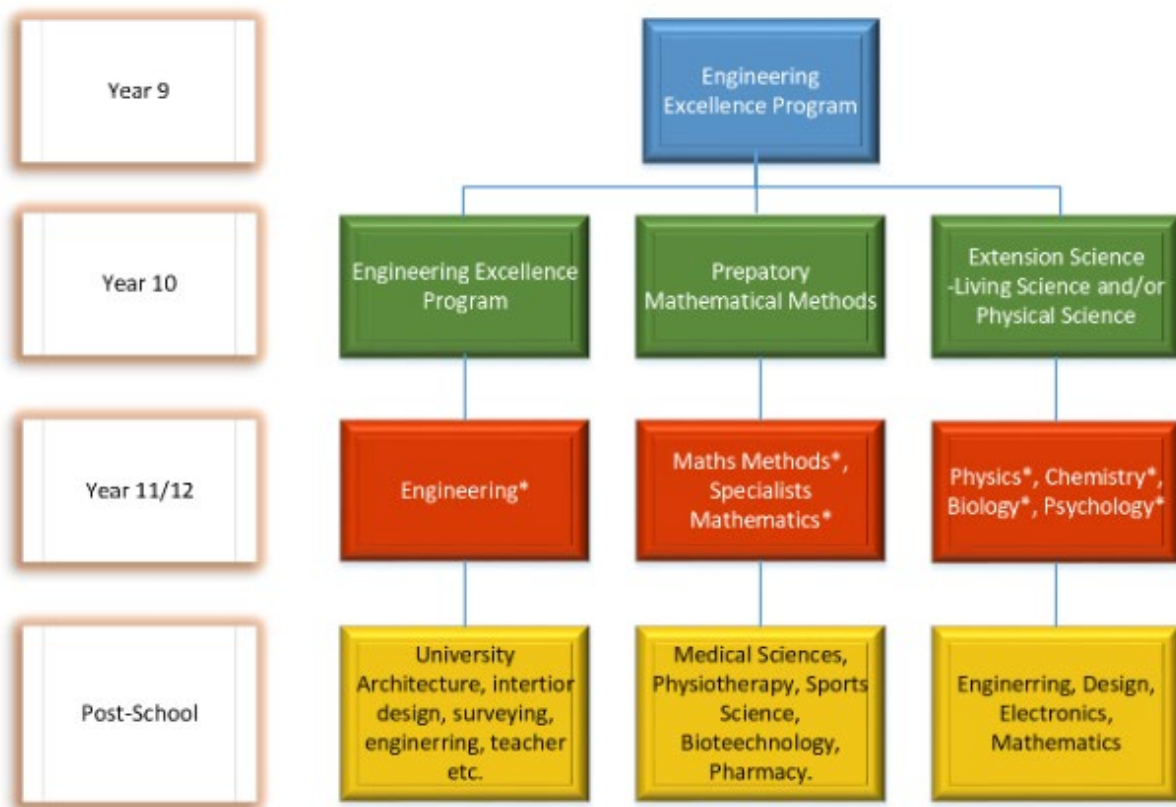 Year 9
Engineering
Excellence Program
Year 10
Engineering Excellence
Program
Prepatory
Mathematical Methods
Extension Science
-Living Science and/or
Physical Science
Year 11/12
Engineering*
Maths Methods*,
Specialists
Mathematics*
Physics*, Chemistry*,
Biology*, Psychology*
Post-School
University
Architecture, intertior
design, surveying,
enginerring, teacher
etc.
Medical Sciences,
Physiotherapy, Sports
Science,
Bioteechnology,
Pharmacy.
Enginerring, Design,
Electronics,
Mathematics